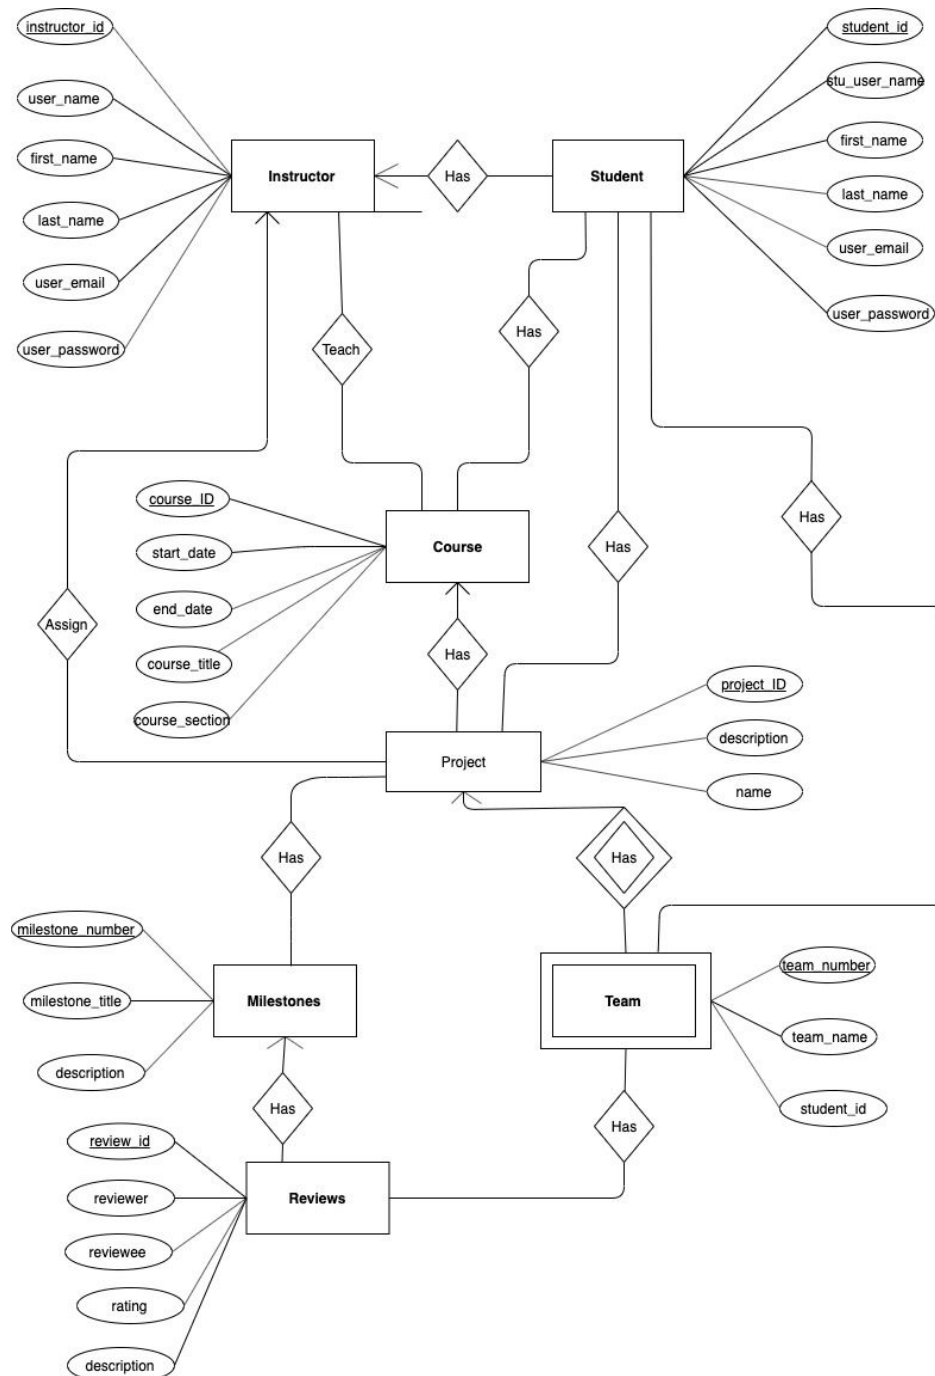 instructor_id
user_name
first_name
last_name
user_email
user_password
Instructor
Has
Student
student_id
stu_user_name
first_name
last_name
user_email
user_password
Teach
Has
Has
Has
Assign
course_ID
start_date
end_date
course_title
course_section
Course
Has
Project
project_ID
description
name
Has
Has
milestone_number
milestone_title
description
Milestones
Team
team_number
team_name
student_id
Has
Has
review_id
reviewer
reviewee
rating
description
Reviews